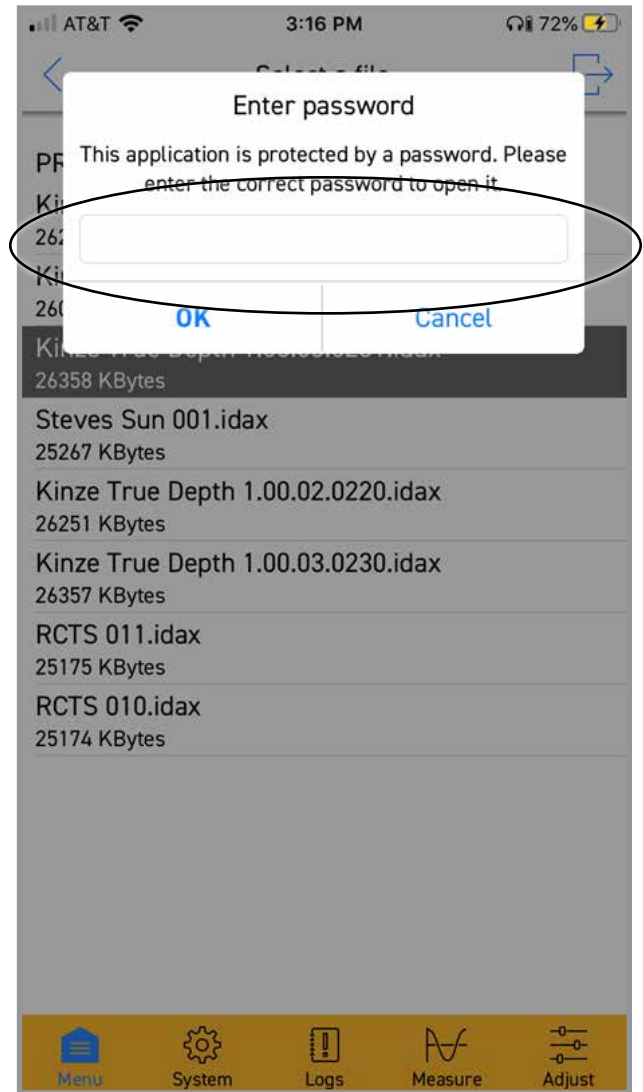 AT&T 3:16 PM 72%
Enter password
This application is protected by a password. Please
enter the correct password to open it.
OK Cancel
26358 KBytes
Steves Sun 001.idax
25267 KBytes
Kinze True Depth 1.00.02.0220.idax
26251 KBytes
Kinze True Depth 1.00.03.0230.idax
26357 KBytes
RCTS 011.idax
25175 KBytes
RCTS 010.idax
25174 KBytes
Menu System Logs Measure Adjust